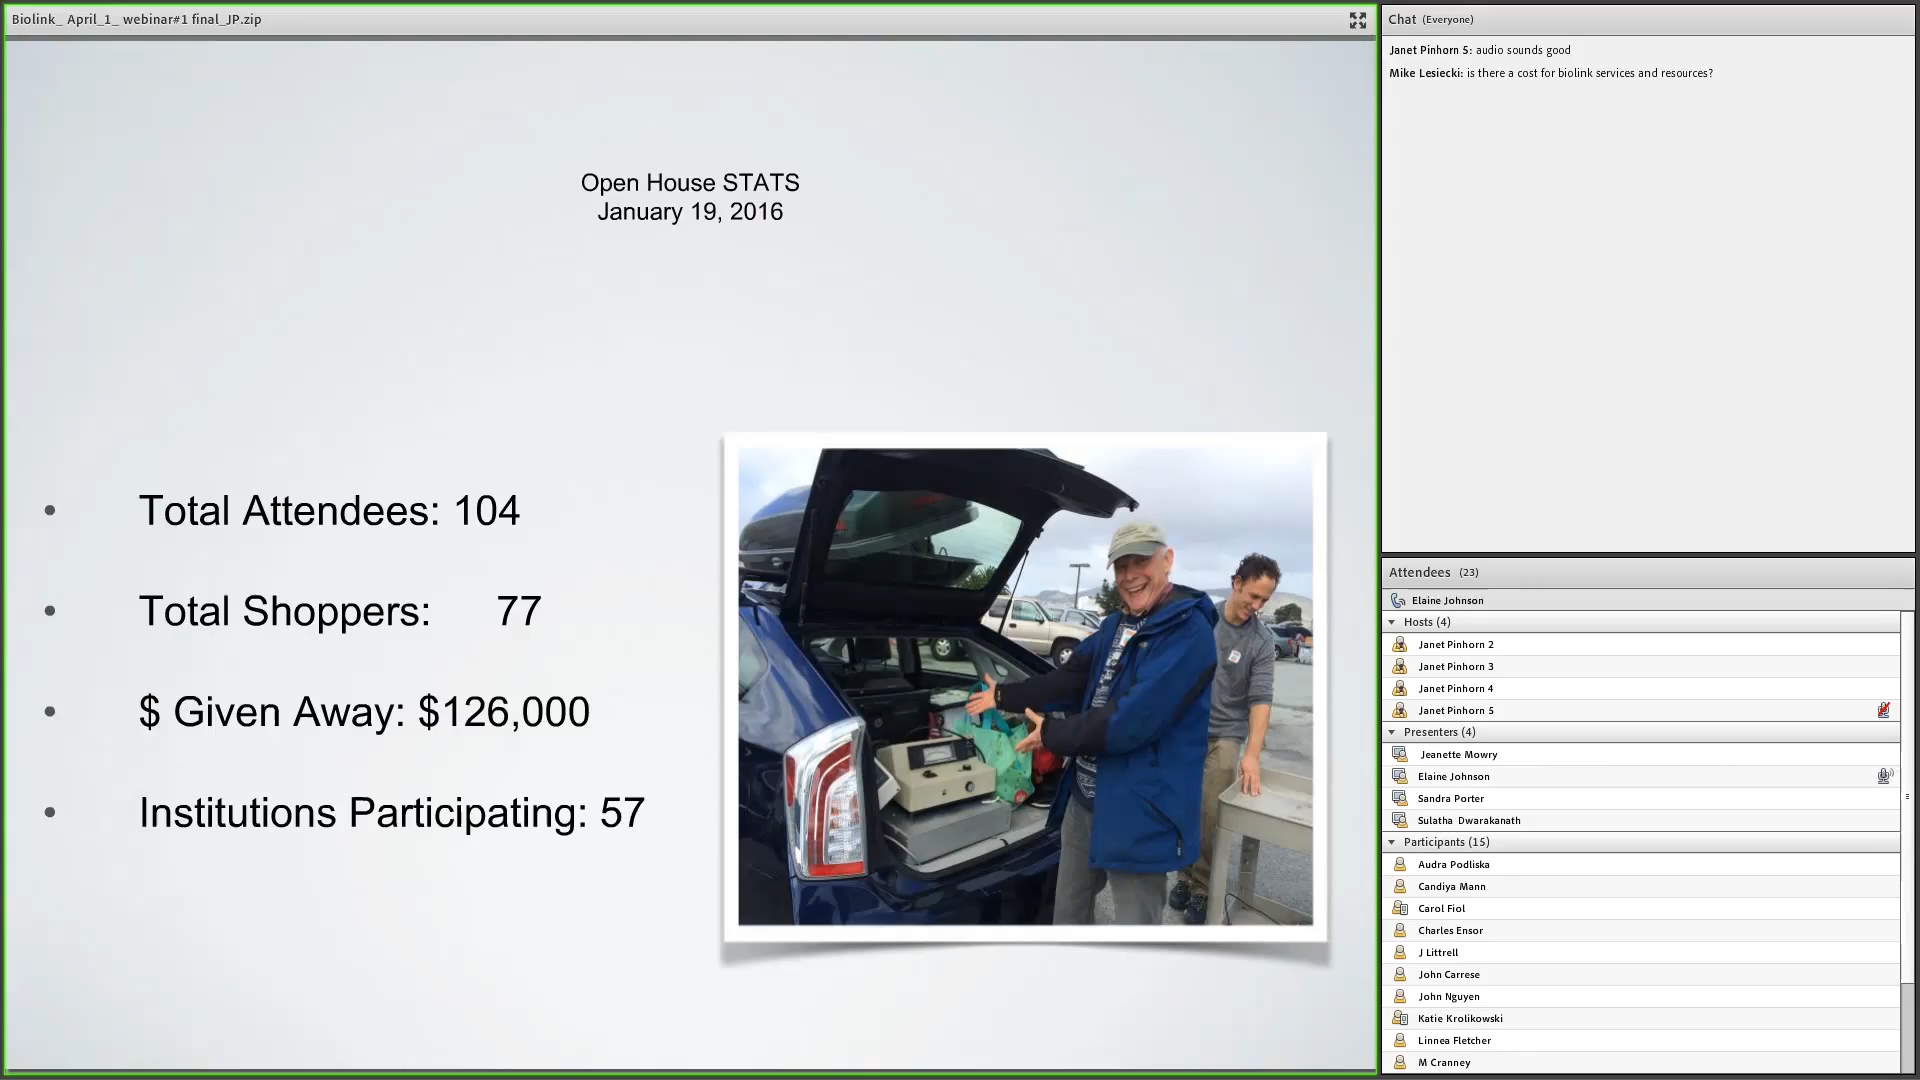 Biolink_ April_1_ webinar#1 final_JP.zip
Open House STATS
January 19, 2016
• Total Attendees: 104
• Total Shoppers: 77
• $ Given Away: $126,000
• Institutions Participating: 57
Chat (Everyone)
Janet Pinhorn 5: audio sounds good
Mike Lesiecki: is there a cost for biolink services and resources?
Attendees (23)
Elaine Johnson
Hosts (4)
Janet Pinhorn 2
Janet Pinhorn 3
Janet Pinhorn 4
Janet Pinhorn 5
Presenters (4)
Jeanette Mowry
Elaine Johnson
Sandra Porter
Sulatha Dwarakanath
Participants (15)
Audra Podliska
Candiya Mann
Carol Fiol
Charles Ensor
J Littrell
John Carrese
John Nguyen
Katie Krolikowski
Linnea Fletcher
M Cranney